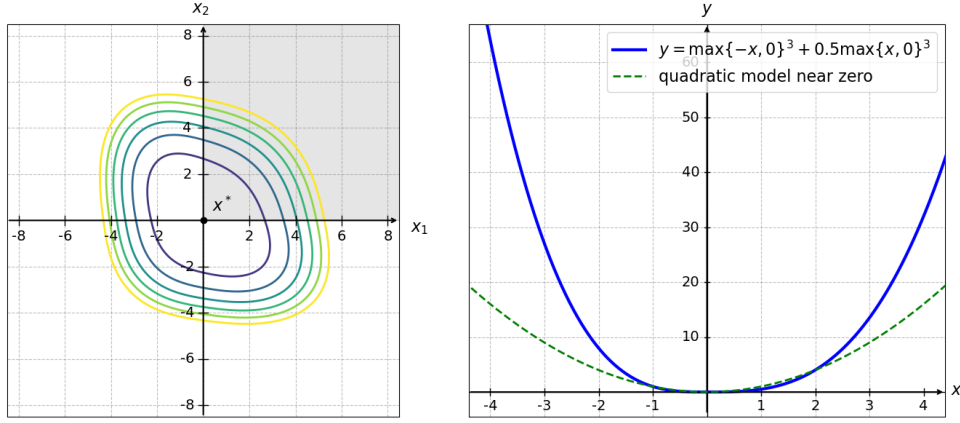 x₂
8
6
4
2
-8 -6 -4 -2 2 4 6 8
x₁
x*
-2
-4
-6
-8
y
y = max{−x, 0}³ + 0.5max{x, 0}³
quadratic model near zero
60
50
40
30
20
10
-4 -3 -2 -1 1 2 3 4
x